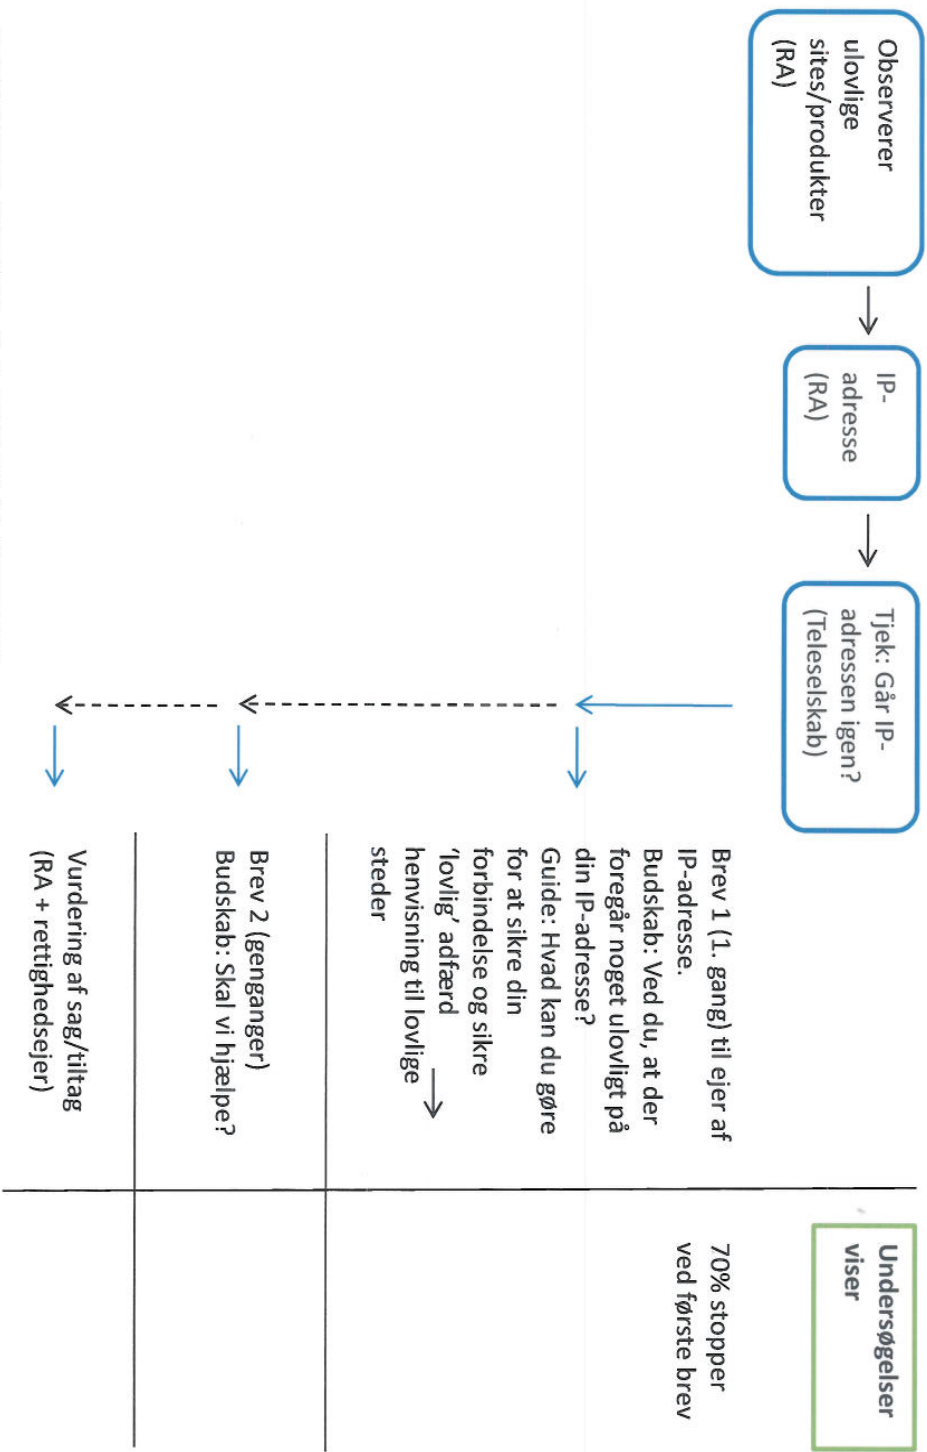 Observerer
ulovlige
sites/produkter
(RA)
IP-
adresse
(RA)
Tjek: Går IP-
adressen igen?
(Teleselskab)
Undersøgelser
viser
Brev 1 (1. gang) til ejer af
IP-adresse.
Budskab: Ved du, at der
foregår noget ulovligt på
din IP-adresse?
Guide: Hvad kan du gøre
for at sikre din
forbindelse og sikre
'lovlig' adfærd
henvisning til lovlige
steder
70% stopper
ved første brev
Brev 2 (genganger)
Budskab: Skal vi hjælpe?
Vurdering af sag/tiltag
(RA + rettighedsejer)